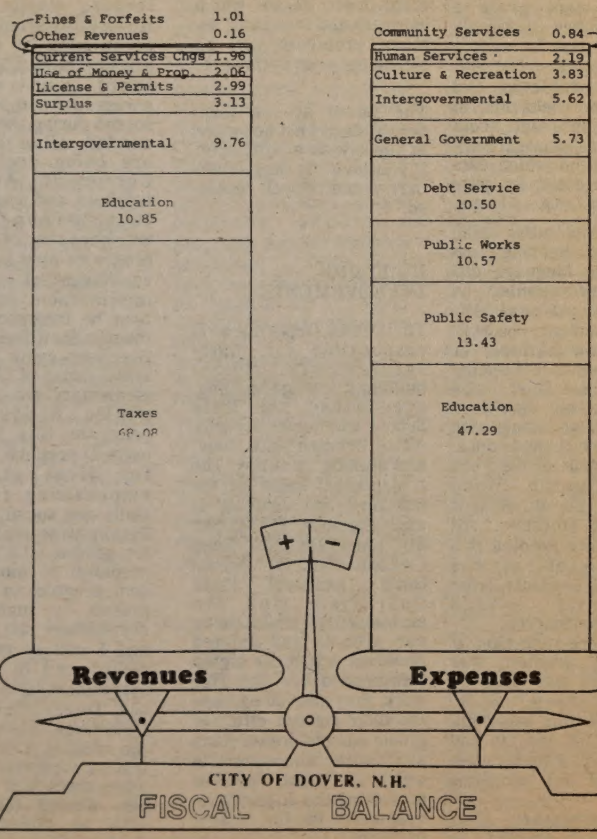 Fines & Forfeits 1.01
Other Revenues 0.16
Current Services Chgs 1.96
Use of Money & Prop. 2.06
License & Permits 2.99
Surplus 3.13
Intergovernmental 9.76
Education
10.85
Taxes
68.08
Community Services 0.84
Human Services 2.19
Culture & Recreation 3.83
Intergovernmental 5.62
General Government 5.73
Debt Service
10.50
Public Works
10.57
Public Safety
13.43
Education
47.29
+ -
Revenues
Expenses
CITY OF DOVER, N.H.
FISCAL BALANCE